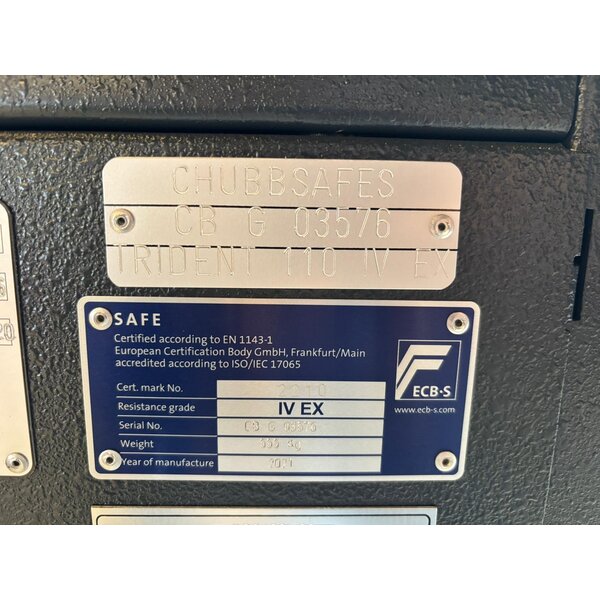 CHUBBSAFES
CB G 03576
TRIDENT 110 IV EX
SAFE
Certified according to EN 1143-1
European Certification Body GmbH, Frankfurt/Main
accredited according to ISO/IEC 17065
ECB·S
www.ecb-s.com
Cert. mark No.
Resistance grade IV EX
Serial No. CB G 03576
Weight kg
Year of manufacture